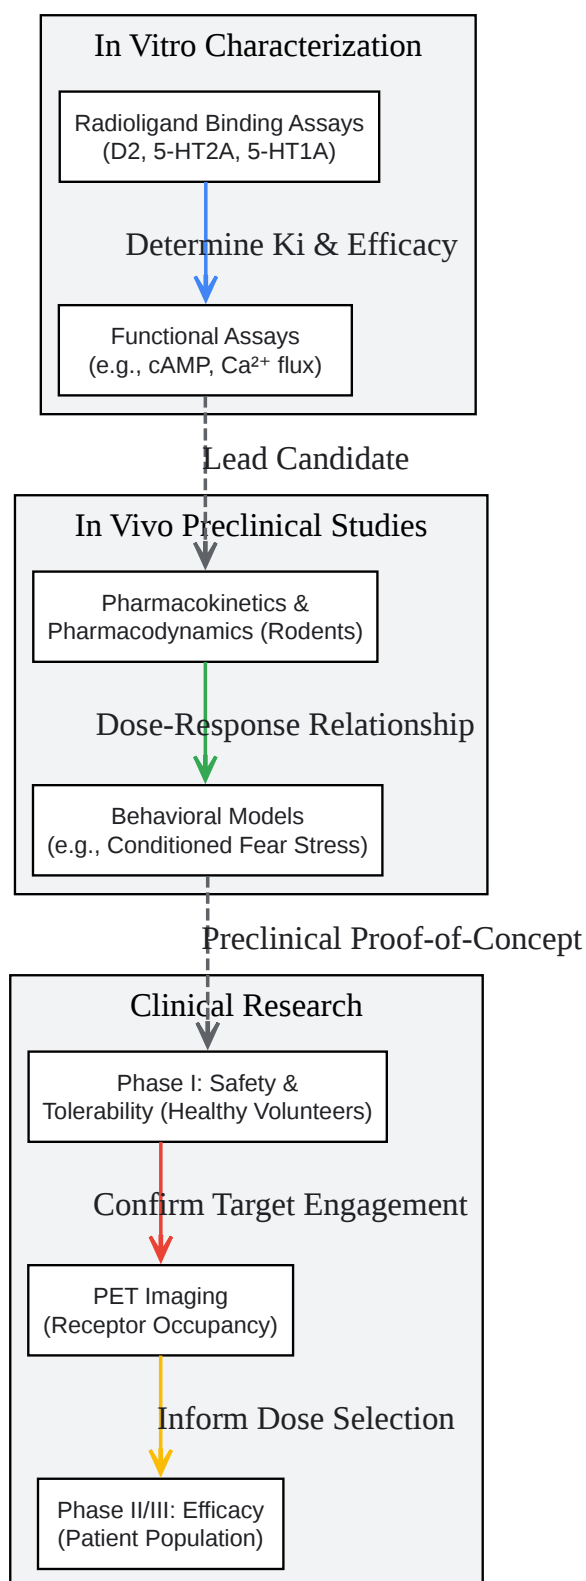 In Vitro Characterization
Radioligand Binding Assays
(D2, 5-HT2A, 5-HT1A)
Determine Ki & Efficacy
Functional Assays
(e.g., cAMP, Ca²⁺ flux)
Lead Candidate
In Vivo Preclinical Studies
Pharmacokinetics &
Pharmacodynamics (Rodents)
Dose-Response Relationship
Behavioral Models
(e.g., Conditioned Fear Stress)
Preclinical Proof-of-Concept
Clinical Research
Phase I: Safety &
Tolerability (Healthy Volunteers)
Confirm Target Engagement
PET Imaging
(Receptor Occupancy)
Inform Dose Selection
Phase II/III: Efficacy
(Patient Population)